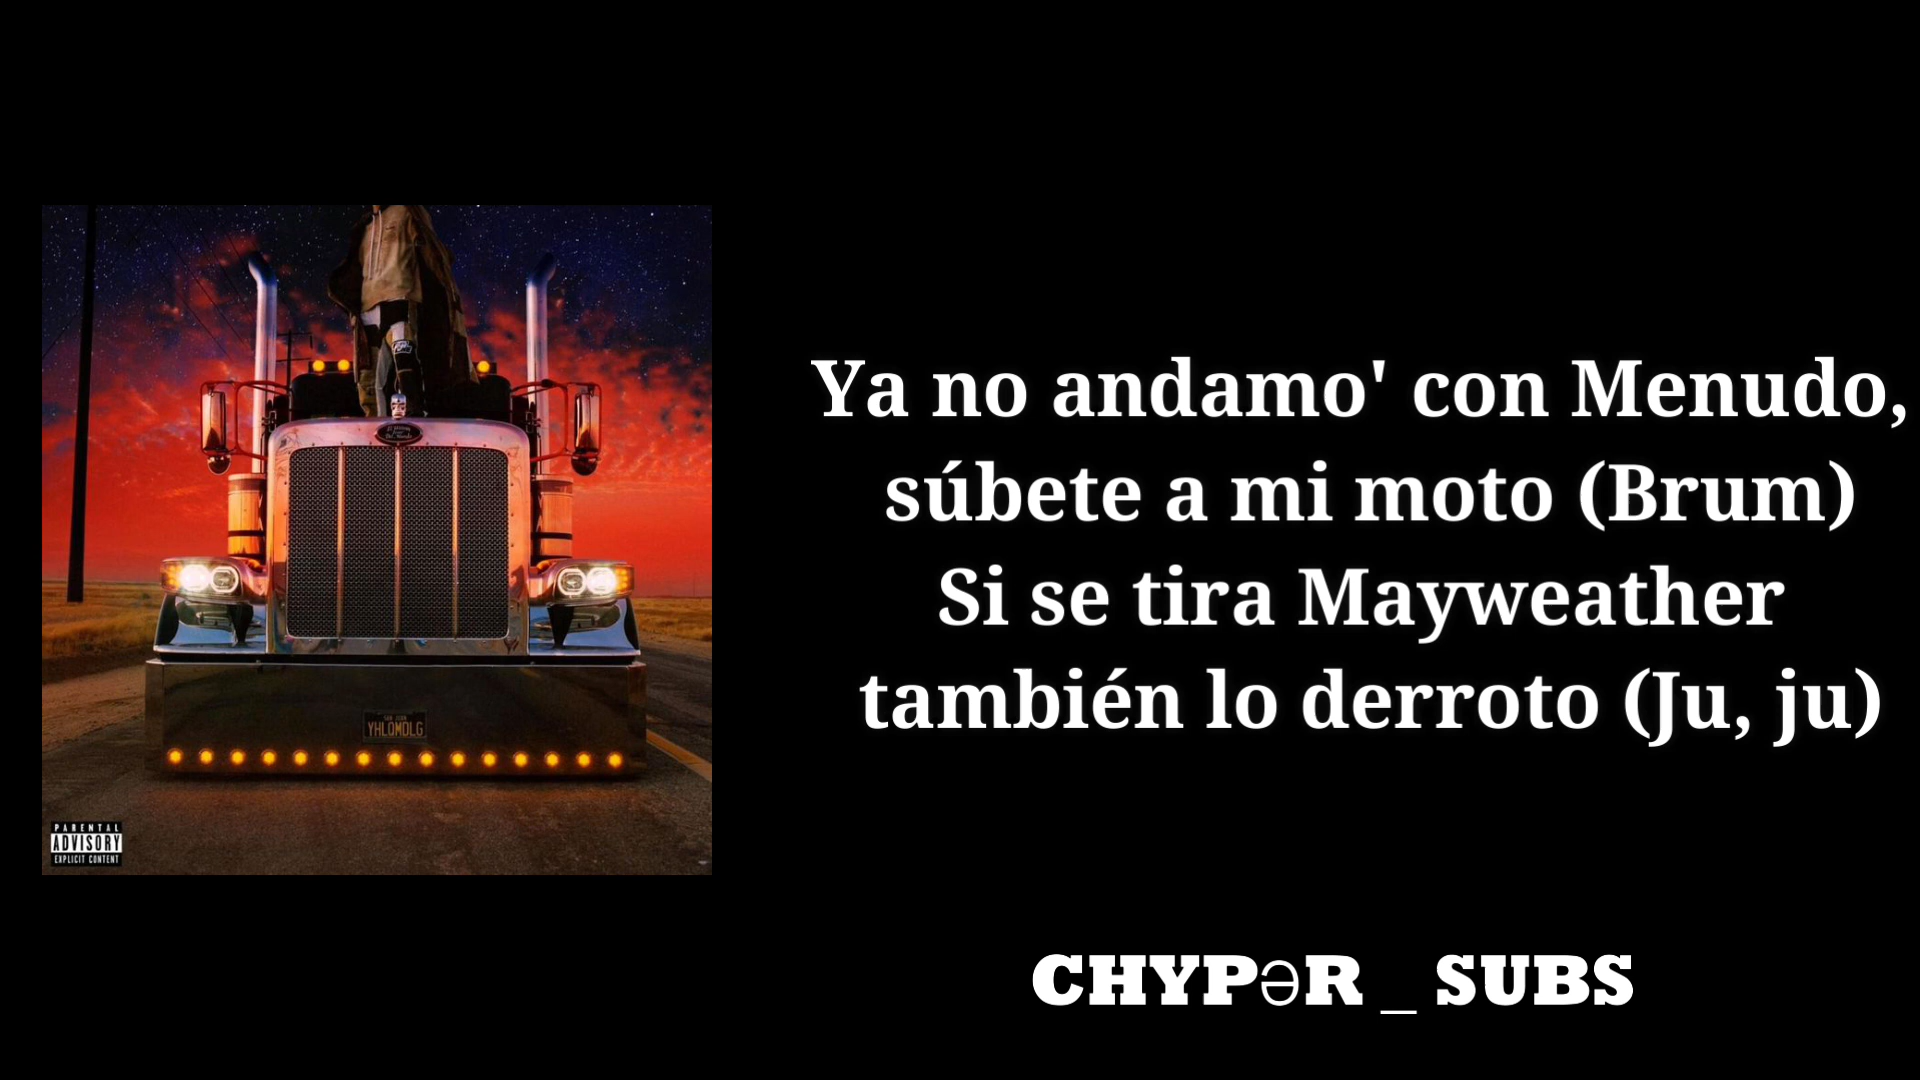 Ya no andamo' con Menudo,
súbete a mi moto (Brum)
Si se tira Mayweather
también lo derroto (Ju, ju)
YHLQMDLG
PARENTAL
ADVISORY
EXPLICIT CONTENT
CHYPƏR _ SUBS